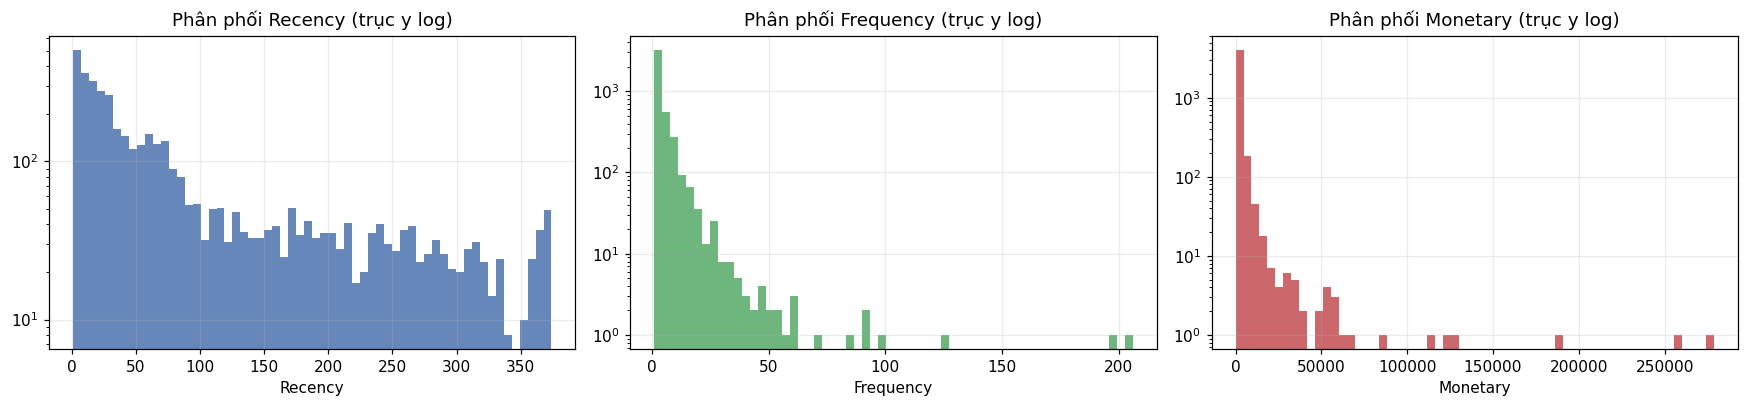 Phân phối Recency (trục y log)
10²
10¹
0 50 100 150 200 250 300 350
Recency
Phân phối Frequency (trục y log)
10³
10²
10¹
10⁰
0 50 100 150 200
Frequency
Phân phối Monetary (trục y log)
10³
10²
10¹
10⁰
0 50000 100000 150000 200000 250000
Monetary